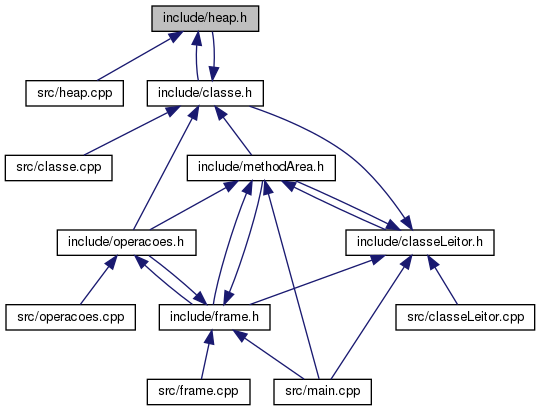 include/heap.h
src/heap.cpp
include/classe.h
src/classe.cpp
include/methodArea.h
include/operacoes.h
include/classeLeitor.h
src/operacoes.cpp
include/frame.h
src/classeLeitor.cpp
src/frame.cpp
src/main.cpp